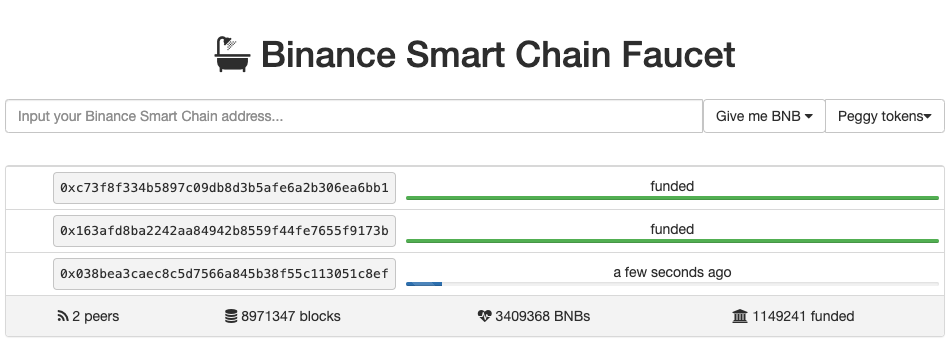 Binance Smart Chain Faucet
Input your Binance Smart Chain address... Give me BNB Peggy tokens
0xc73f8f334b5897c09db8d3b5afe6a2b306ea6bb1 funded
0x163afd8ba2242aa84942b8559f44fe7655f9173b funded
0x038bea3caec8c5d7566a845b38f55c113051c8ef a few seconds ago
2 peers 8971347 blocks 3409368 BNBs 1149241 funded